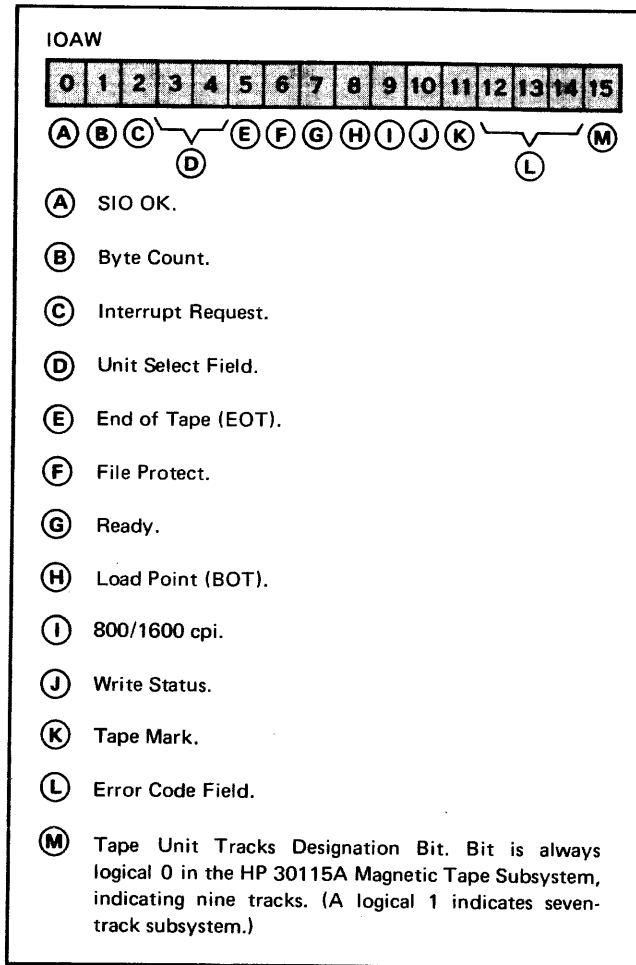 IOAW
0 1 2 3 4 5 6 7 8 9 10 11 12 13 14 15
A B C E F G H I J K M
D L
A SIO OK.
B Byte Count.
C Interrupt Request.
D Unit Select Field.
E End of Tape (EOT).
F File Protect.
G Ready.
H Load Point (BOT).
I 800/1600 cpi.
J Write Status.
K Tape Mark.
L Error Code Field.
M Tape Unit Tracks Designation Bit. Bit is always
logical 0 in the HP 30115A Magnetic Tape Subsystem,
indicating nine tracks. (A logical 1 indicates seven-
track subsystem.)